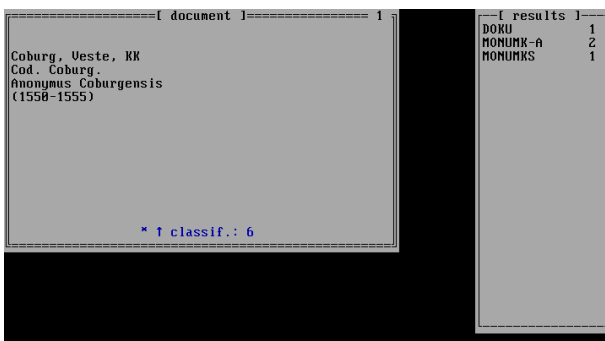 [ document ] 1
Coburg, Veste, KK
Cod. Coburg.
Anonymus Coburgensis
(1550-1555)
* ↑ classif.: 6
[ results ]
DOKU 1
MONUMK-A 2
MONUMKS 1